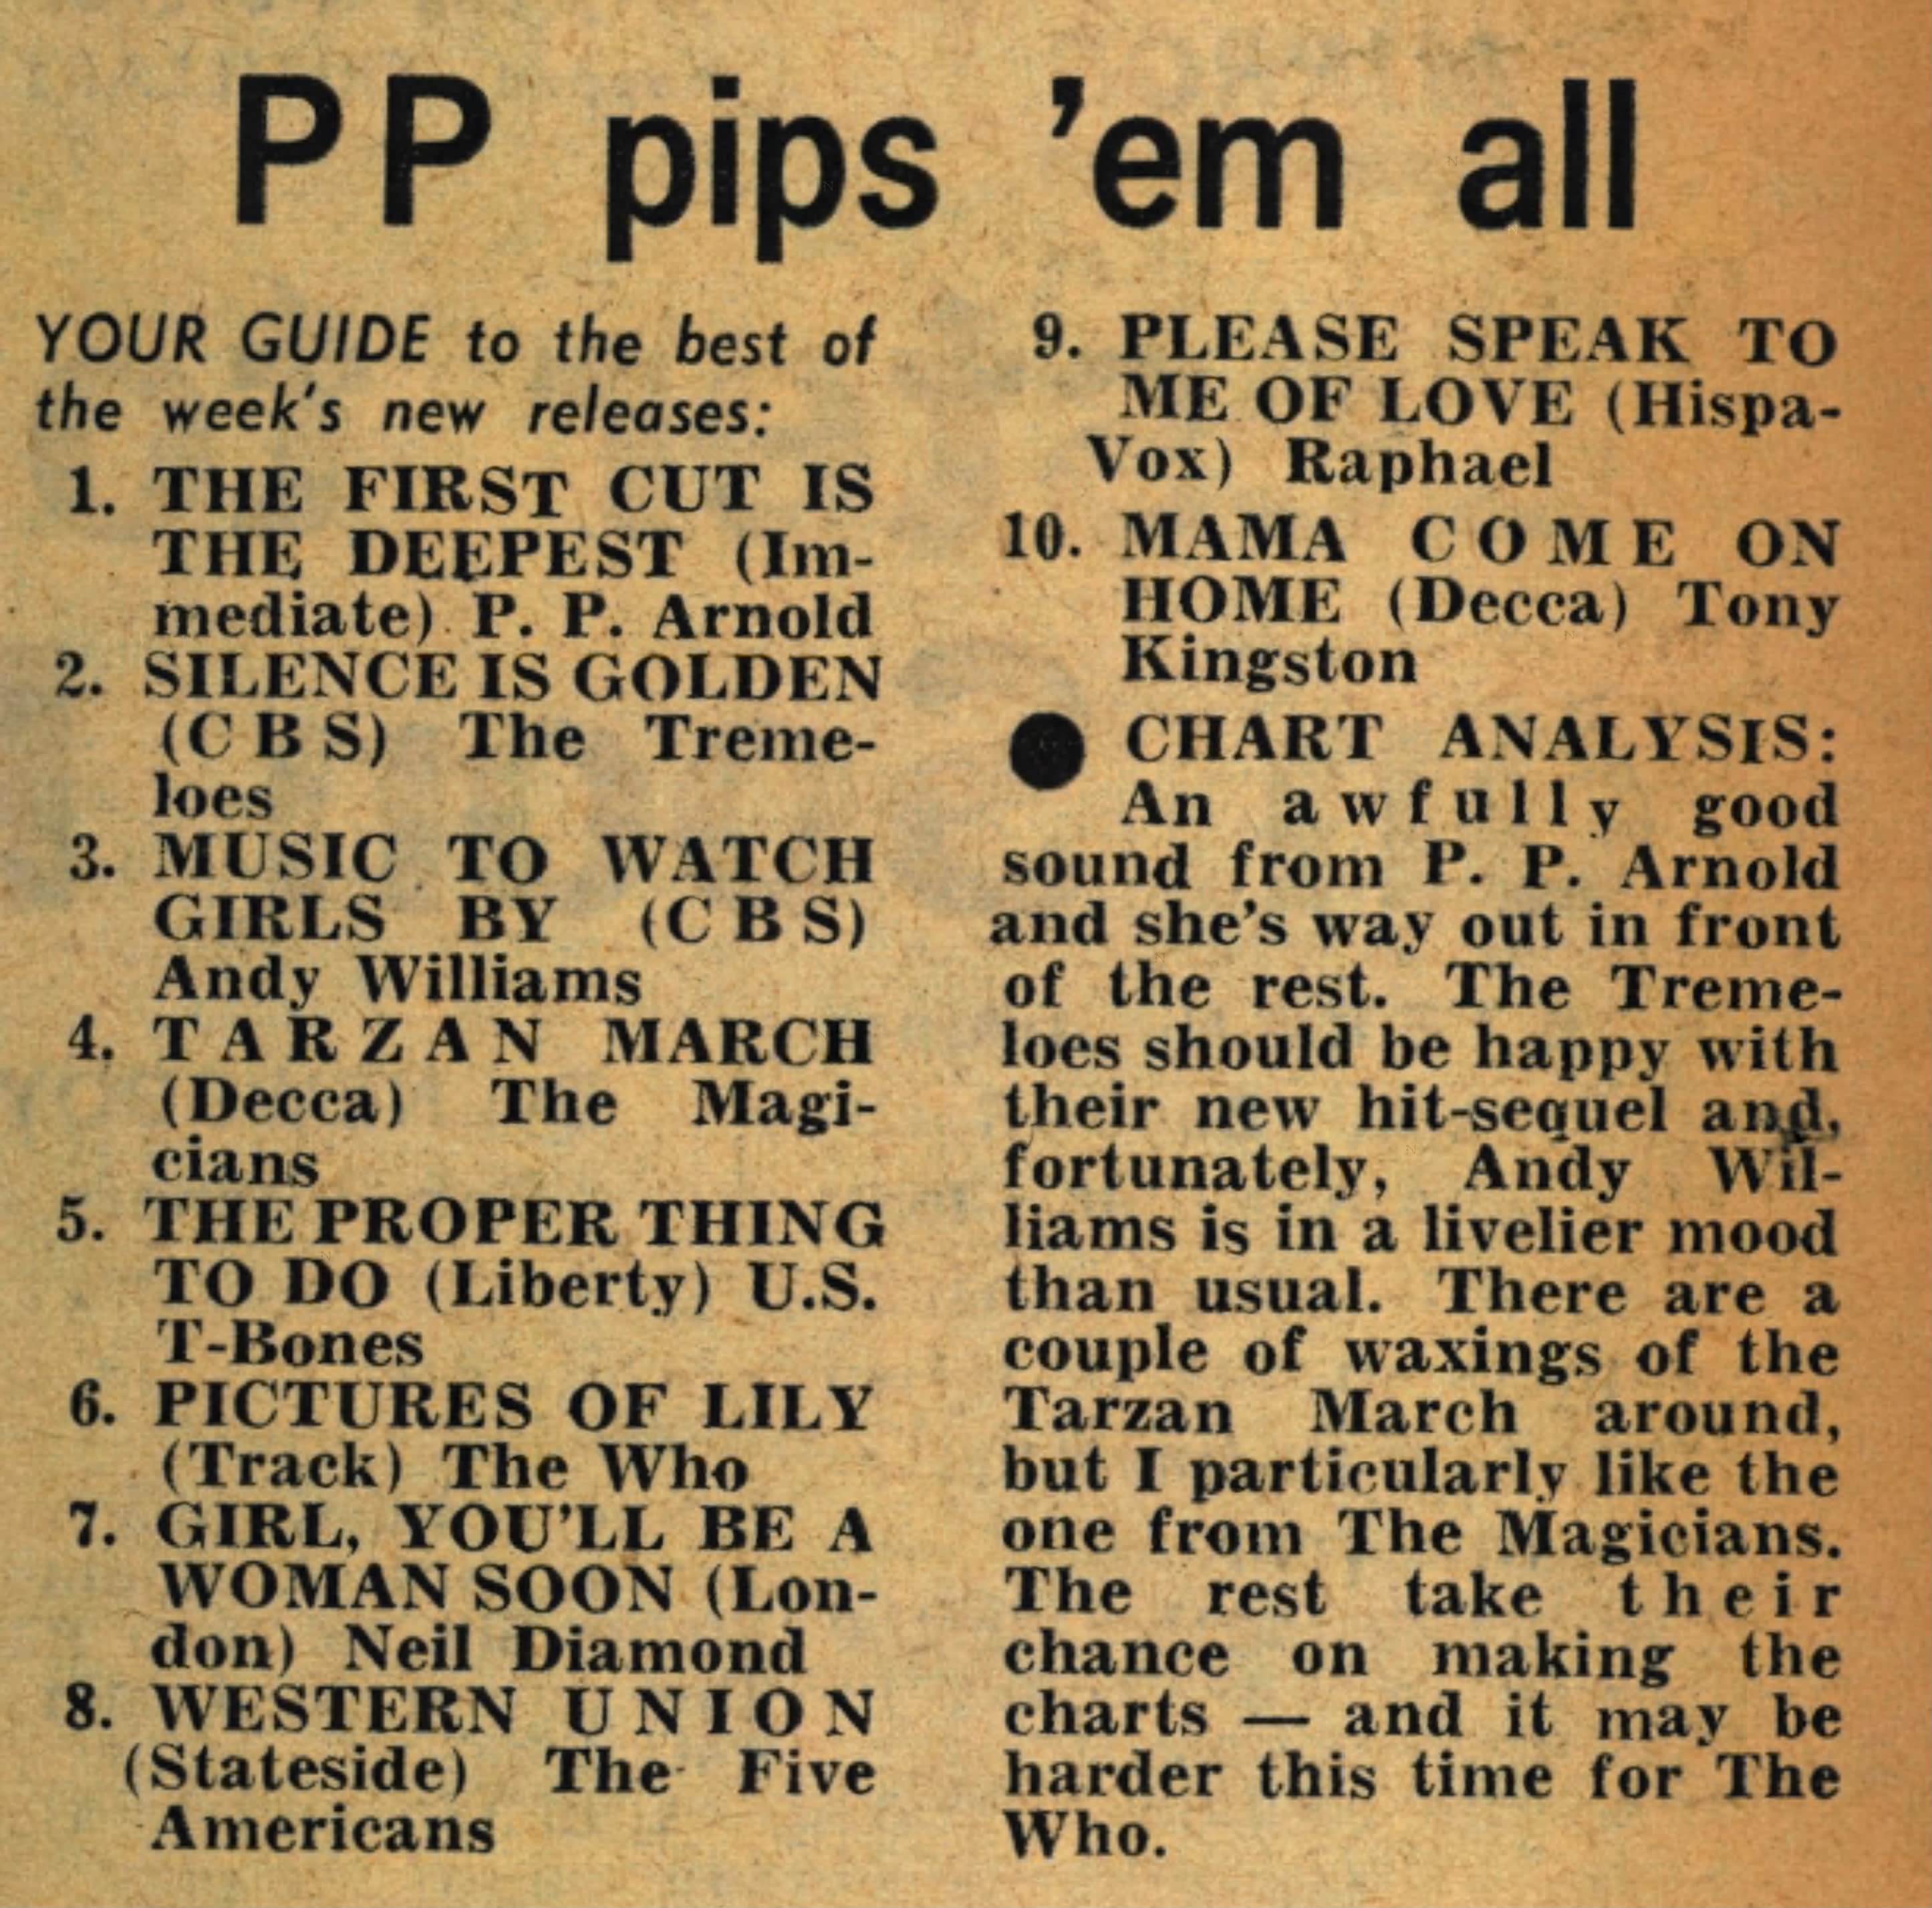 PP pips 'em all
YOUR GUIDE to the best of
the week's new releases:
1. THE FIRST CUT IS
THE DEEPEST (Im-
mediate) P. P. Arnold
2. SILENCE IS GOLDEN
(CBS) The Treme-
loes
3. MUSIC TO WATCH
GIRLS BY (CBS)
Andy Williams
4. TARZAN MARCH
(Decca) The Magi-
cians
5. THE PROPER THING
TO DO (Liberty) U.S.
T-Bones
6. PICTURES OF LILY
(Track) The Who
7. GIRL, YOU'LL BE A
WOMAN SOON (Lon-
don) Neil Diamond
8. WESTERN UNION
(Stateside) The Five
Americans
9. PLEASE SPEAK TO
ME OF LOVE (Hispa-
Vox) Raphael
10. MAMA COME ON
HOME (Decca) Tony
Kingston
● CHART ANALYSIS:
An awfully good
sound from P. P. Arnold
and she's way out in front
of the rest. The Treme-
loes should be happy with
their new hit-sequel and,
fortunately, Andy Wil-
liams is in a livelier mood
than usual. There are a
couple of waxings of the
Tarzan March around,
but I particularly like the
one from The Magicians.
The rest take their
chance on making the
charts — and it may be
harder this time for The
Who.